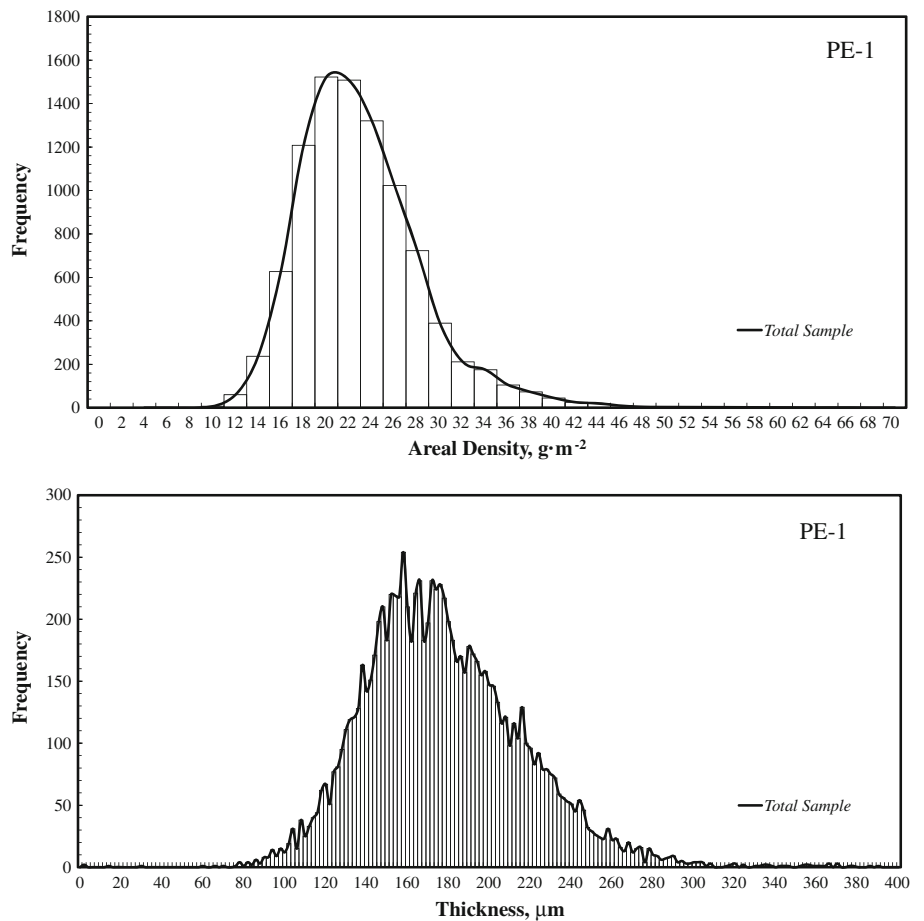 1800
PE-1
1600
1400
1200
1000
800
600
400
200
0
Frequency
Total Sample
0 2 4 6 8 10 12 14 16 18 20 22 24 26 28 30 32 34 36 38 40 42 44 46 48 50 52 54 56 58 60 62 64 66 68 70
Areal Density, g·m-2
300
PE-1
250
200
150
100
50
0
Frequency
Total Sample
0 20 40 60 80 100 120 140 160 180 200 220 240 260 280 300 320 340 360 380 400
Thickness, μm